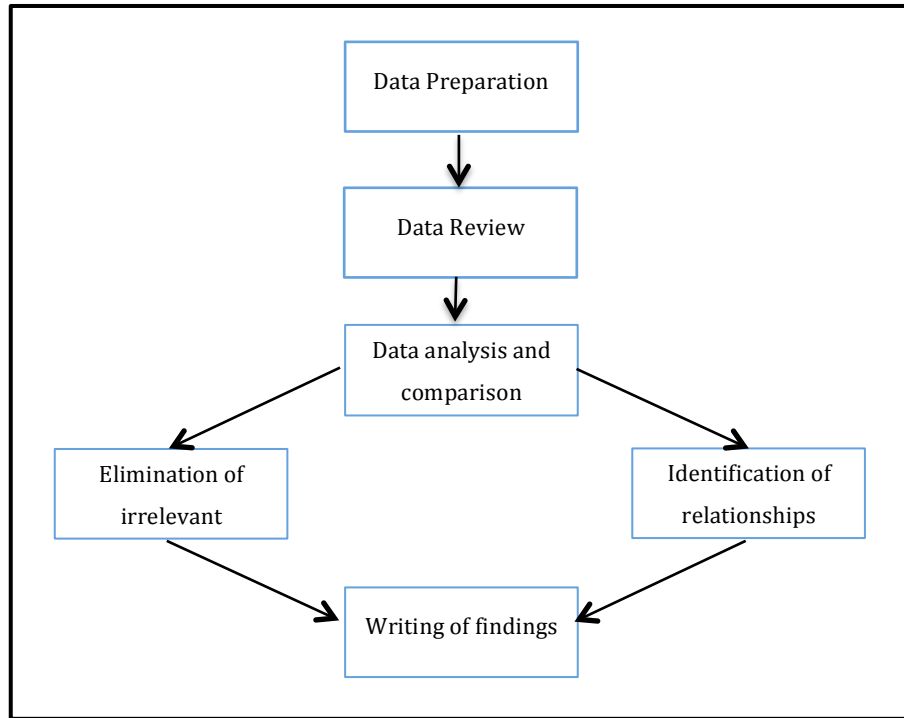 Data Preparation
Data Review
Data analysis and
comparison
Elimination of
irrelevant
Identification of
relationships
Writing of findings